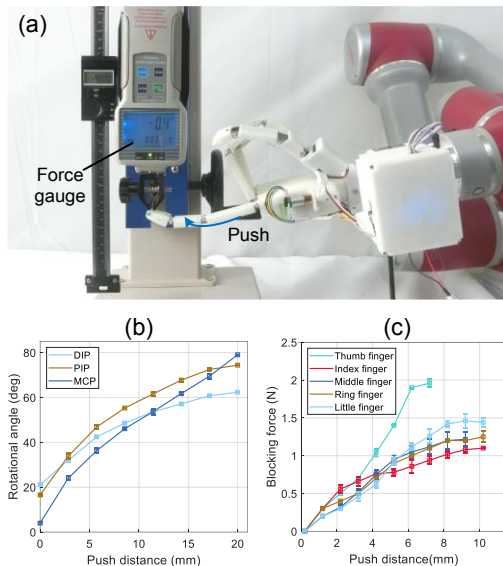 (a)
-0.4
Force
gauge
Push
(b)
(c)
DIP
PIP
MCP
Rotational angle (deg)
80
60
40
20
0
0
5
10
15
20
Push distance (mm)
Thumb finger
Index finger
Middle finger
Ring finger
Little finger
Blocking force (N)
2.5
2
1.5
1
0.5
0
0
2
4
6
8
10
Push distance(mm)